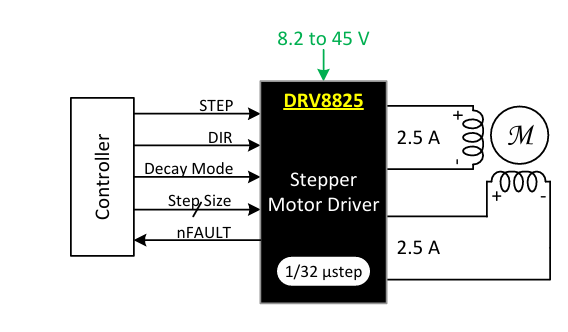 8.2 to 45 V
DRV8825
STEP
DIR
Decay Mode
Step Size
nFAULT
Controller
Stepper
Motor Driver
1/32 µstep
2.5 A
+
-
M
+
-
2.5 A